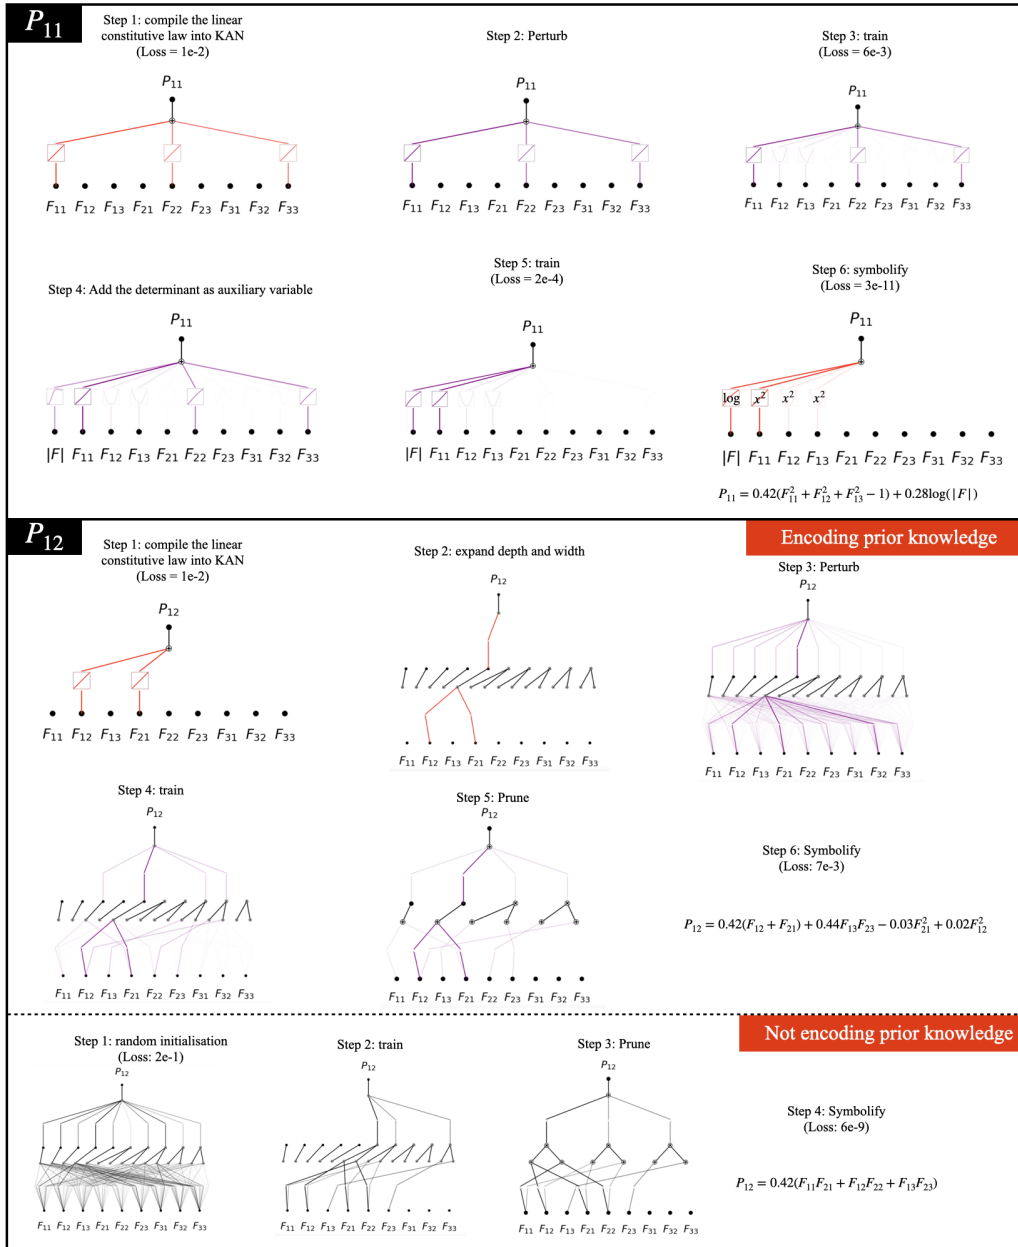 P₁₁
Step 1: compile the linear
constitutive law into KAN
(Loss = 1e-2)
P₁₁
F₁₁ F₁₂ F₁₃ F₂₁ F₂₂ F₂₃ F₃₁ F₃₂ F₃₃
Step 2: Perturb
P₁₁
F₁₁ F₁₂ F₁₃ F₂₁ F₂₂ F₂₃ F₃₁ F₃₂ F₃₃
Step 3: train
(Loss = 6e-3)
P₁₁
F₁₁ F₁₂ F₁₃ F₂₁ F₂₂ F₂₃ F₃₁ F₃₂ F₃₃
Step 4: Add the determinant as auxiliary variable
P₁₁
|F| F₁₁ F₁₂ F₁₃ F₂₁ F₂₂ F₂₃ F₃₁ F₃₂ F₃₃
Step 5: train
(Loss = 2e-4)
P₁₁
|F| F₁₁ F₁₂ F₁₃ F₂₁ F₂₂ F₂₃ F₃₁ F₃₂ F₃₃
Step 6: symbolify
(Loss = 3e-11)
P₁₁
log x² x² x²
|F| F₁₁ F₁₂ F₁₃ F₂₁ F₂₂ F₂₃ F₃₁ F₃₂ F₃₃
P₁₁ = 0.42(F₁₁² + F₁₂² + F₁₃² − 1) + 0.28log(|F|)
P₁₂
Encoding prior knowledge
Step 1: compile the linear
constitutive law into KAN
(Loss = 1e-2)
P₁₂
F₁₁ F₁₂ F₁₃ F₂₁ F₂₂ F₂₃ F₃₁ F₃₂ F₃₃
Step 2: expand depth and width
P₁₂
F₁₁ F₁₂ F₁₃ F₂₁ F₂₂ F₂₃ F₃₁ F₃₂ F₃₃
Step 3: Perturb
P₁₂
F₁₁ F₁₂ F₁₃ F₂₁ F₂₂ F₂₃ F₃₁ F₃₂ F₃₃
Step 4: train
P₁₂
F₁₁ F₁₂ F₁₃ F₂₁ F₂₂ F₂₃ F₃₁ F₃₂ F₃₃
Step 5: Prune
P₁₂
F₁₁ F₁₂ F₁₃ F₂₁ F₂₂ F₂₃ F₃₁ F₃₂ F₃₃
Step 6: Symbolify
(Loss: 7e-3)
P₁₂ = 0.42(F₁₂ + F₂₁) + 0.44F₁₃F₂₃ − 0.03F₂₁² + 0.02F₁₂²
Not encoding prior knowledge
Step 1: random initialisation
(Loss: 2e-1)
P₁₂
F₁₁ F₁₂ F₁₃ F₂₁ F₂₂ F₂₃ F₃₁ F₃₂ F₃₃
Step 2: train
P₁₂
F₁₁ F₁₂ F₁₃ F₂₁ F₂₂ F₂₃ F₃₁ F₃₂ F₃₃
Step 3: Prune
P₁₂
F₁₁ F₁₂ F₁₃ F₂₁ F₂₂ F₂₃ F₃₁ F₃₂ F₃₃
Step 4: Symbolify
(Loss: 6e-9)
P₁₂ = 0.42(F₁₁F₂₁ + F₁₂F₂₂ + F₁₃F₂₃)